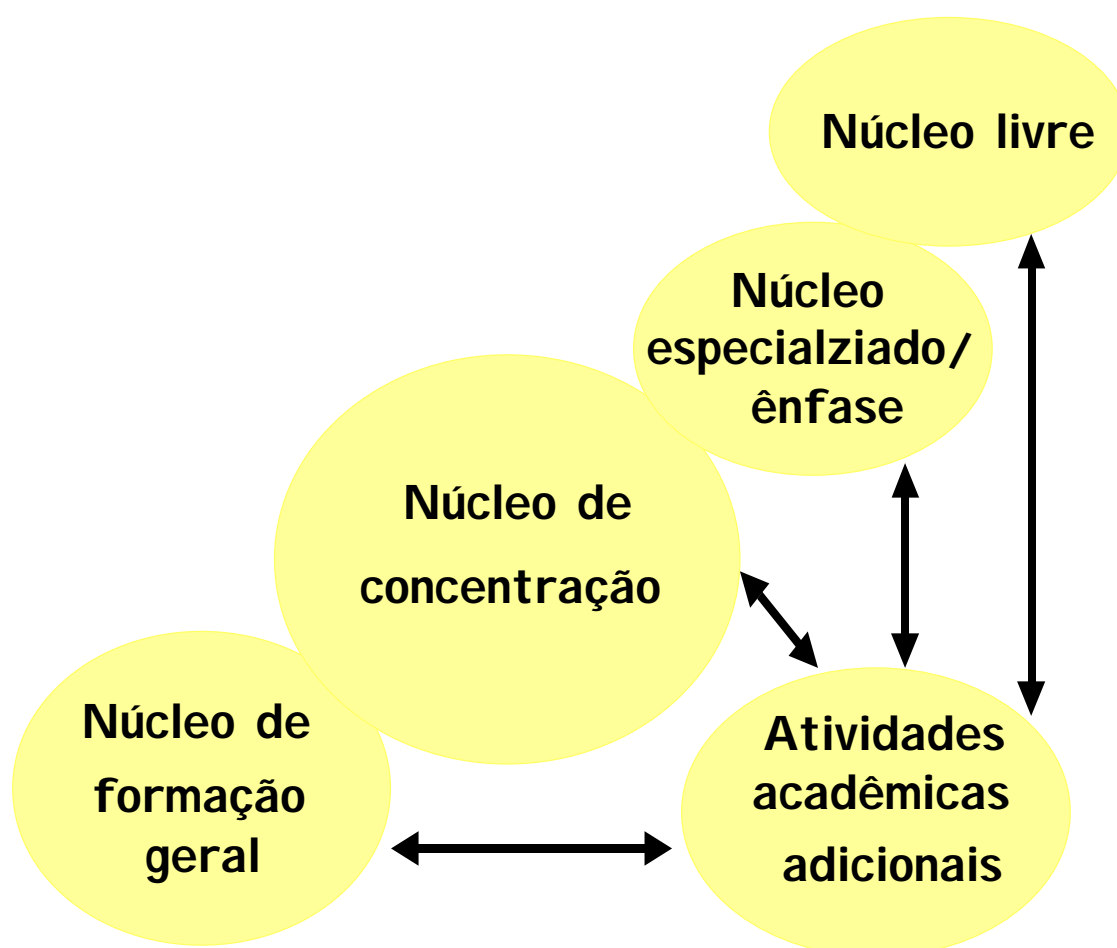 Núcleo livre
Núcleo
especialziado/
ênfase
Núcleo de
concentração
Núcleo de
formação
geral
Atividades
acadêmicas
adicionais